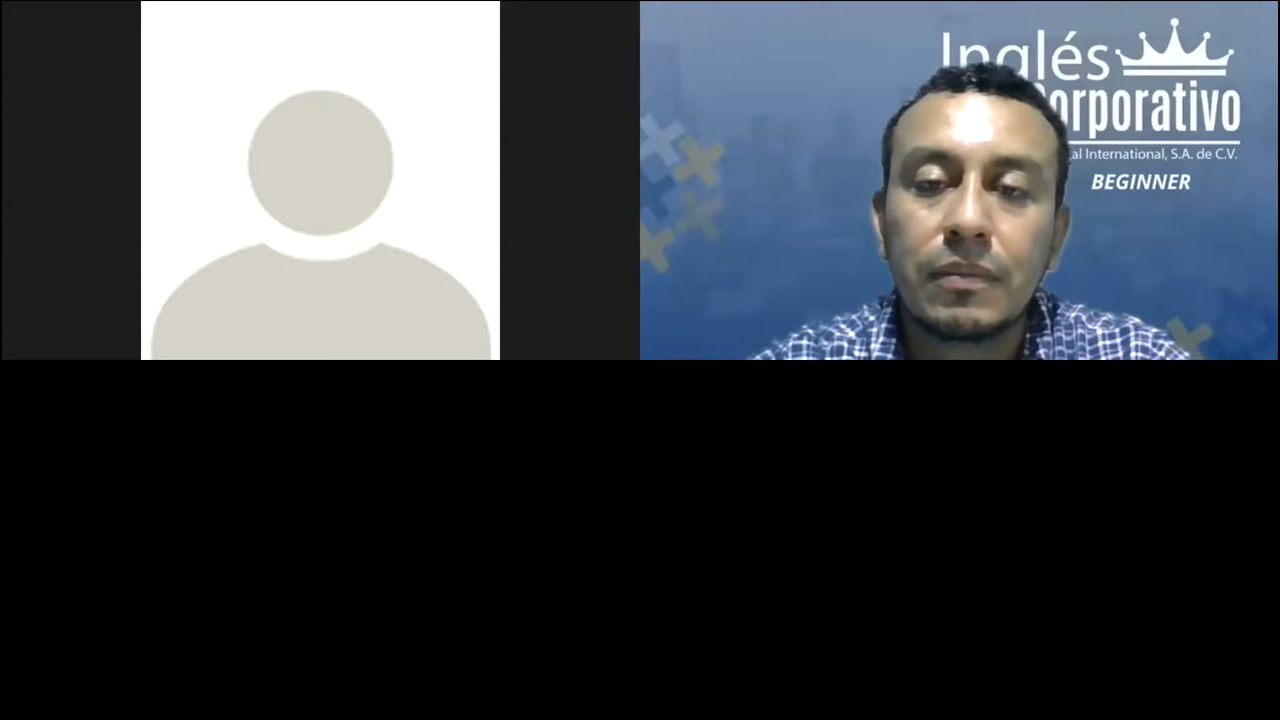 Inglés
Corporativo
al International, S.A. de C.V.
BEGINNER